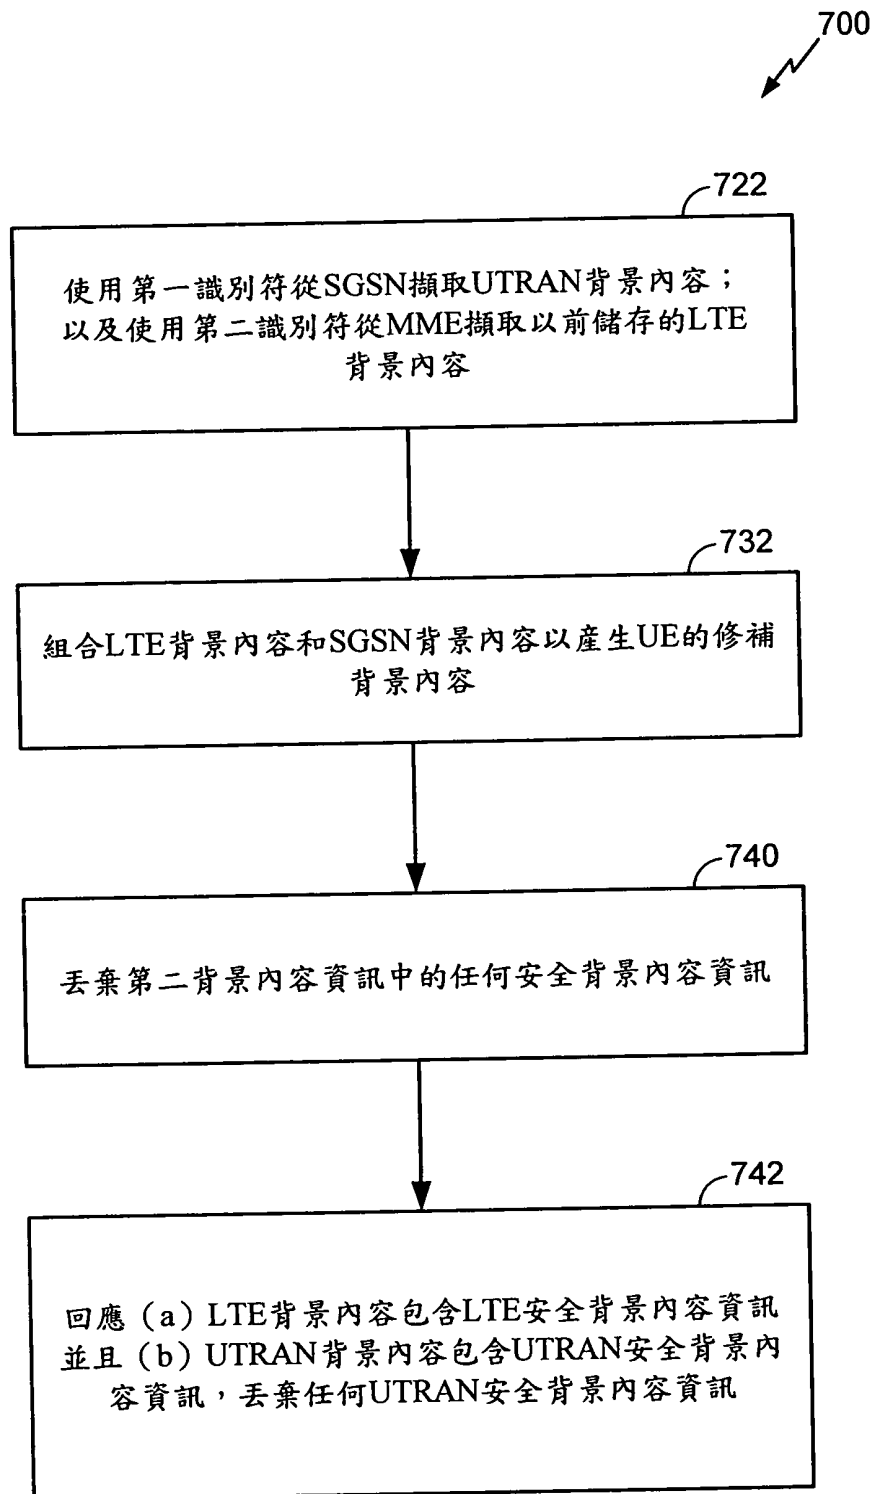 700
722
使用第一識別符從SGSN擷取UTRAN背景內容；
以及使用第二識別符從MME擷取以前儲存的LTE
背景內容
732
組合LTE背景內容和SGSN背景內容以產生UE的修補
背景內容
740
丟棄第二背景內容資訊中的任何安全背景內容資訊
742
回應（a）LTE背景內容包含LTE安全背景內容資訊
並且（b）UTRAN背景內容包含UTRAN安全背景內
容資訊，丟棄任何UTRAN安全背景內容資訊